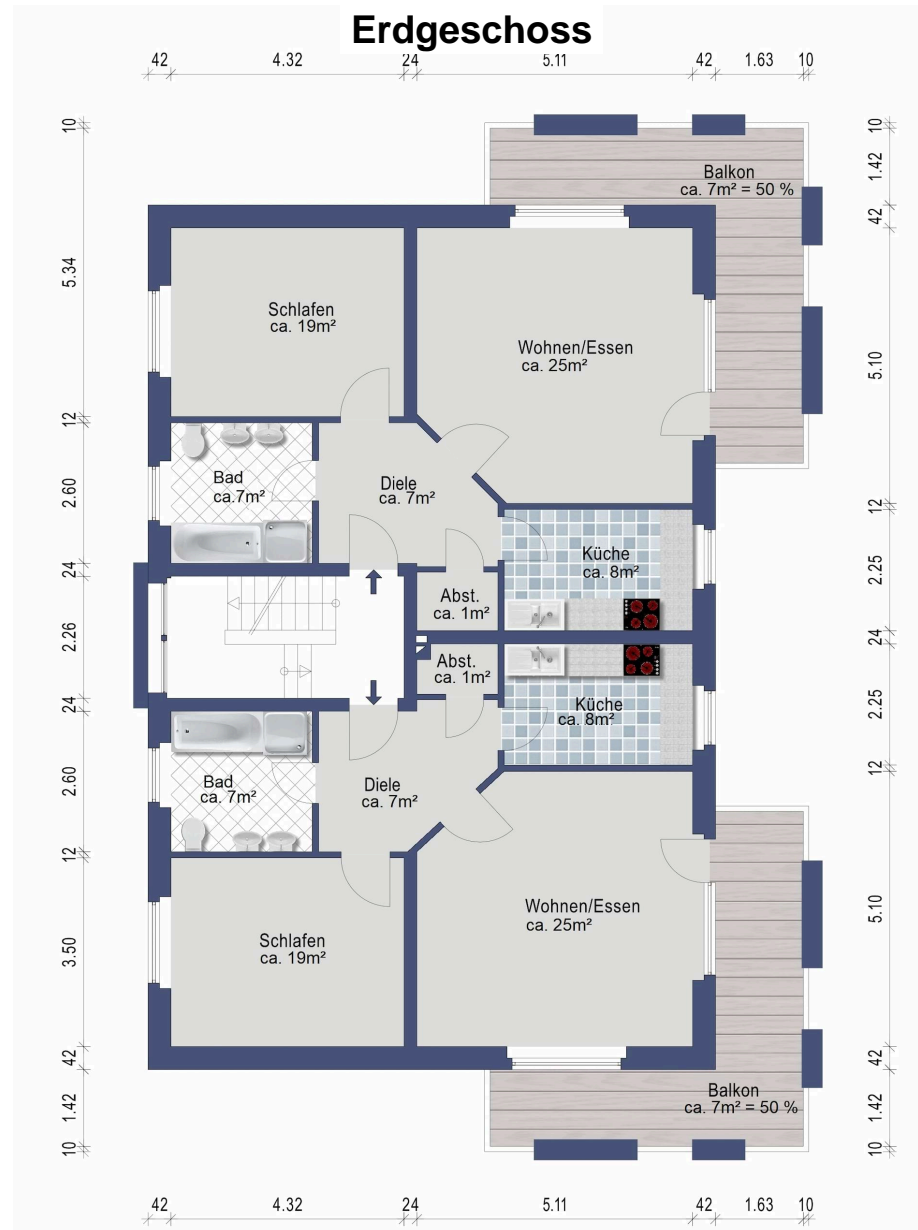 Erdgeschoss
42 4.32 24 5.11 42 1.63 10
10
5.34
12
2.60
24
2.26
24
2.60
12
3.50
42
1.42
10
Balkon
ca. 7m² = 50 %
Schlafen
ca. 19m²
Wohnen/Essen
ca. 25m²
Bad
ca.7m²
Diele
ca. 7m²
Küche
ca. 8m²
Abst.
ca. 1m²
Abst.
ca. 1m²
Küche
ca. 8m²
Bad
ca. 7m²
Diele
ca. 7m²
Wohnen/Essen
ca. 25m²
Schlafen
ca. 19m²
Balkon
ca. 7m² = 50 %
10
1.42
42
5.10
12
2.25
24
2.25
12
5.10
42
1.42
10
42 4.32 24 5.11 42 1.63 10